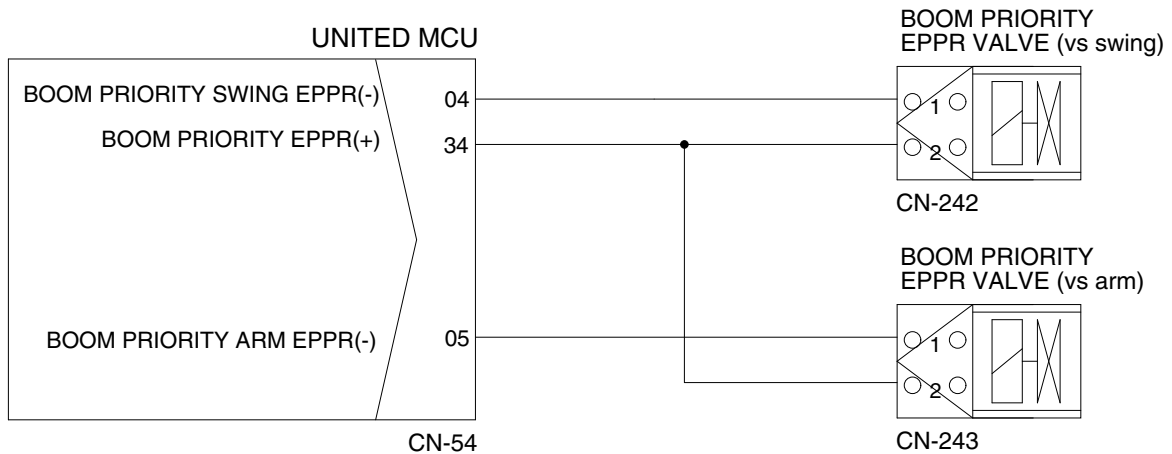 UNITED MCU
BOOM PRIORITY SWING EPPR(-)
04
BOOM PRIORITY EPPR(+)
34
BOOM PRIORITY ARM EPPR(-)
05
CN-54
BOOM PRIORITY
EPPR VALVE (vs swing)
1
2
CN-242
BOOM PRIORITY
EPPR VALVE (vs arm)
1
2
CN-243